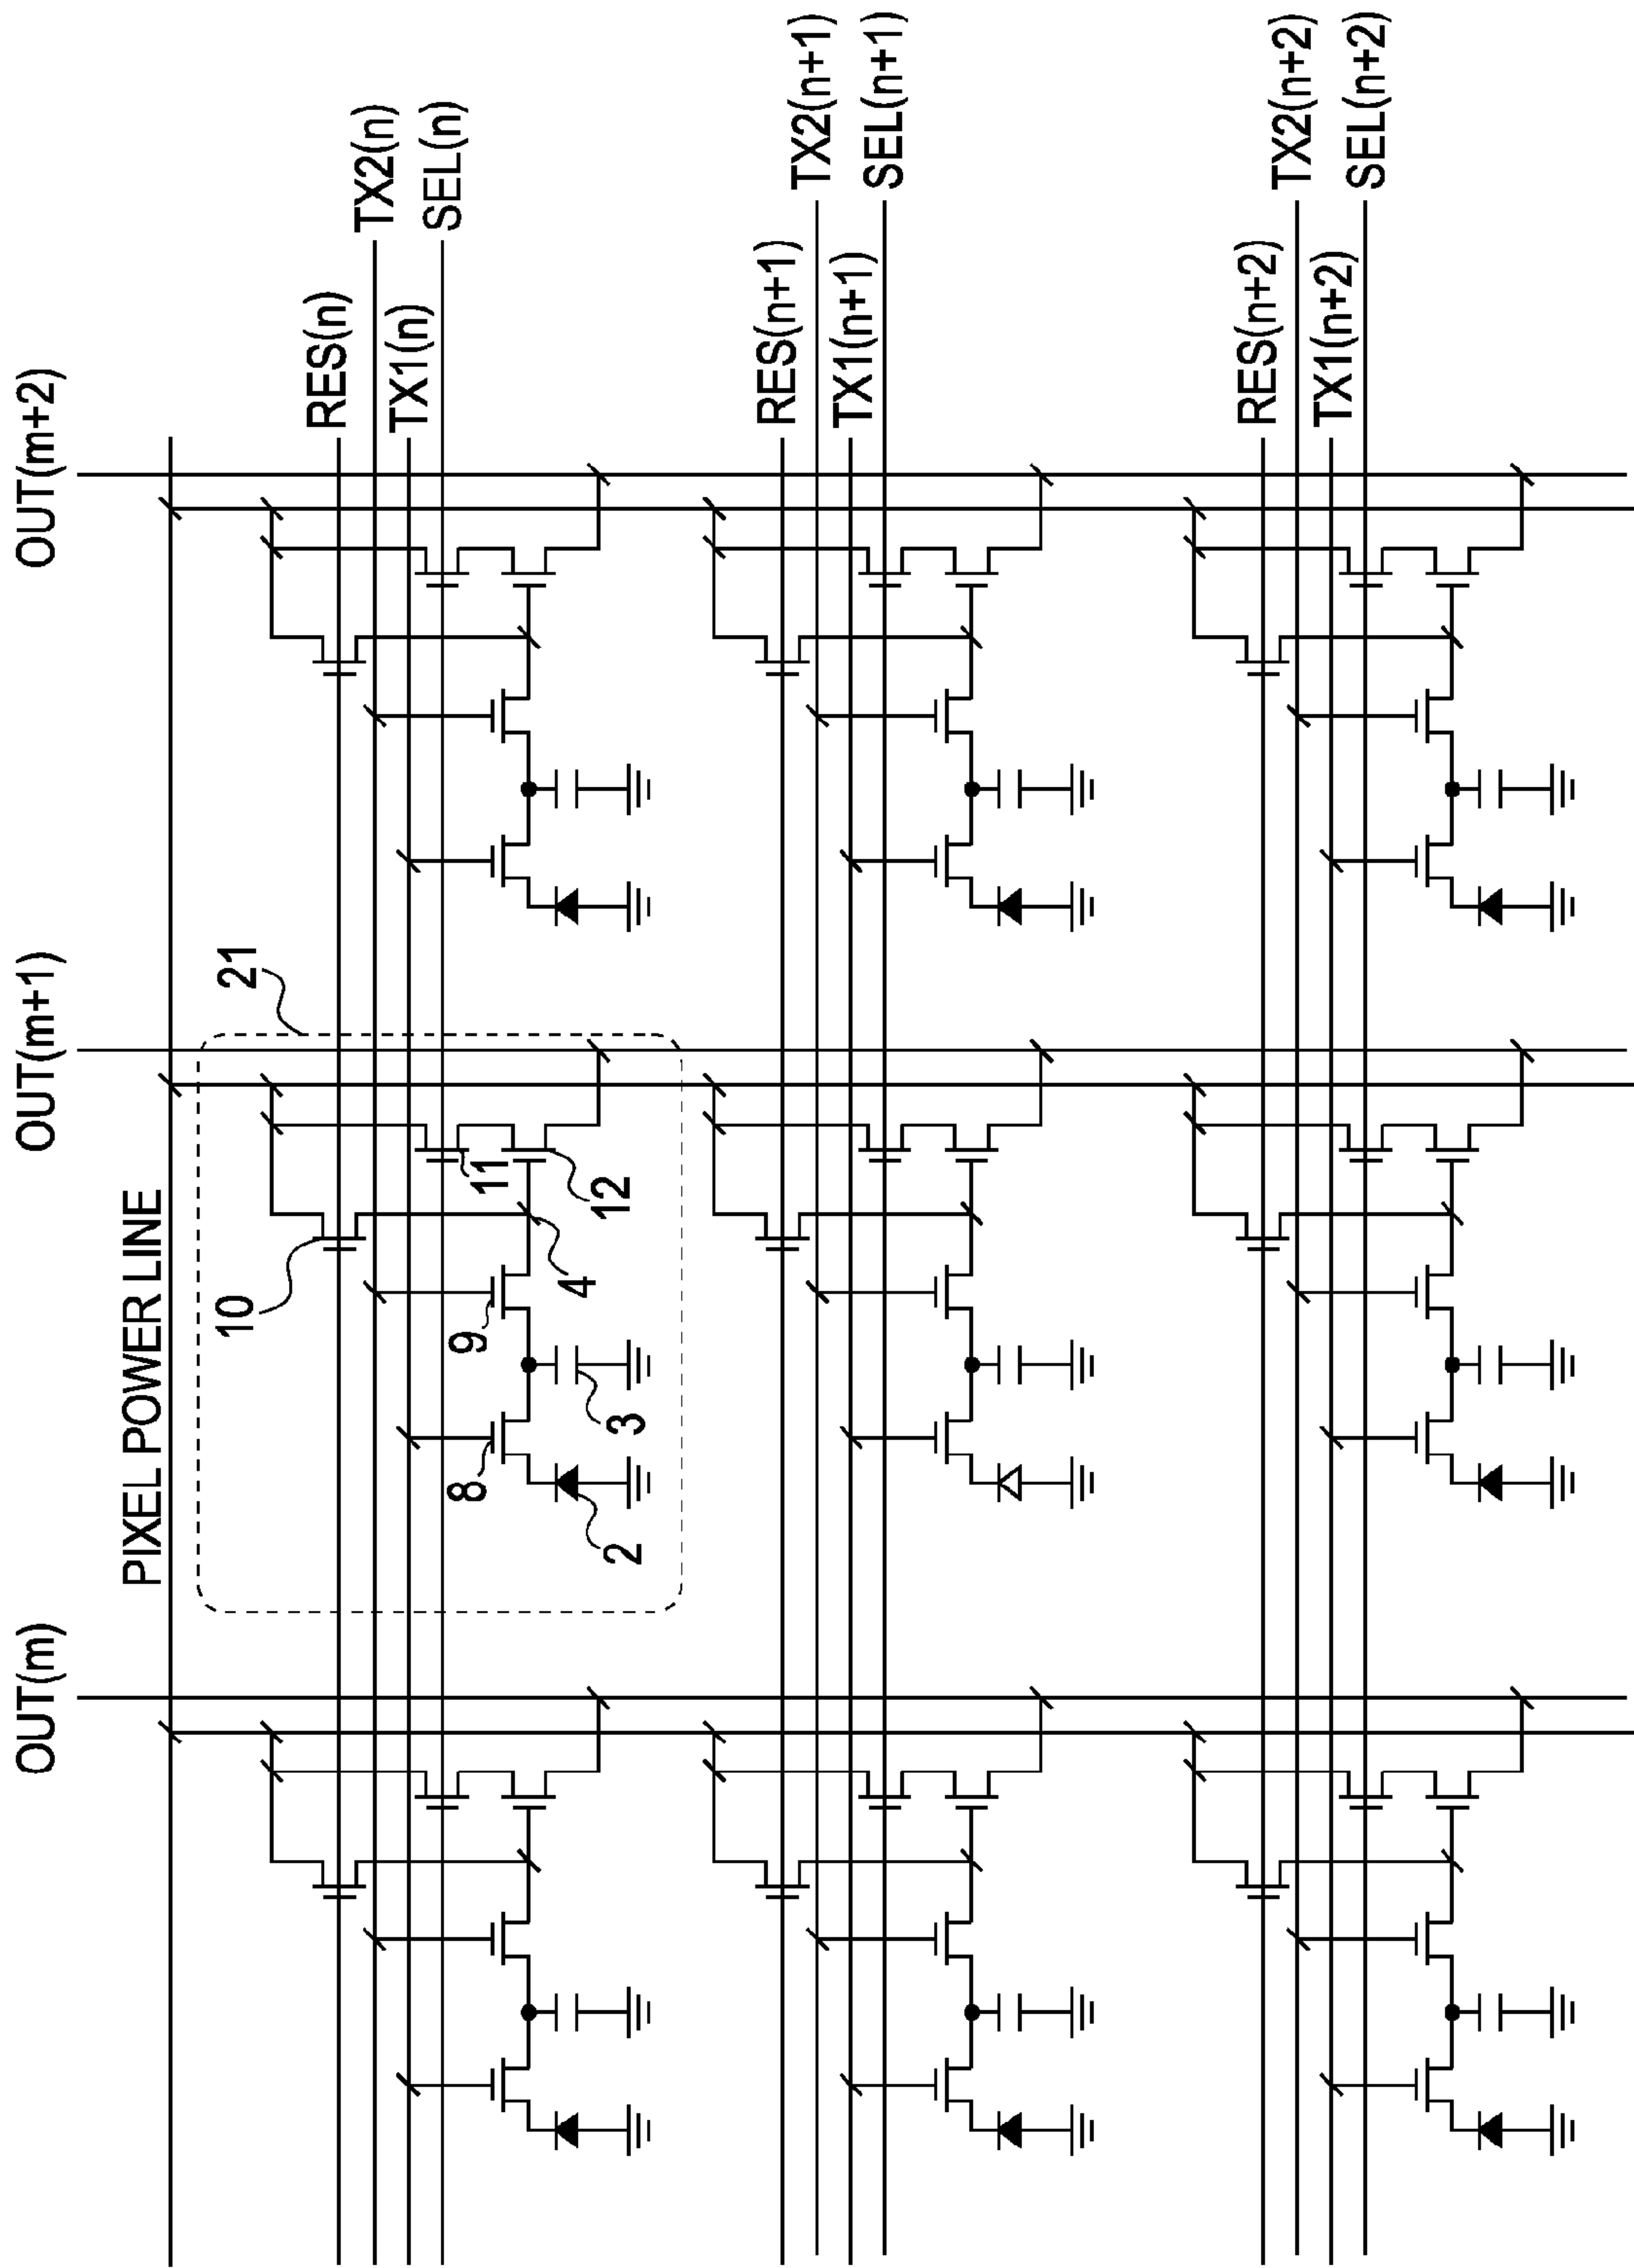 OUT(m)
OUT(m+1)
OUT(m+2)
PIXEL POWER LINE
21
10
RES(n)
TX2(n)
TX1(n)
SEL(n)
9
8
11
12
4
3
2
RES(n+1)
TX2(n+1)
TX1(n+1)
SEL(n+1)
RES(n+2)
TX2(n+2)
TX1(n+2)
SEL(n+2)